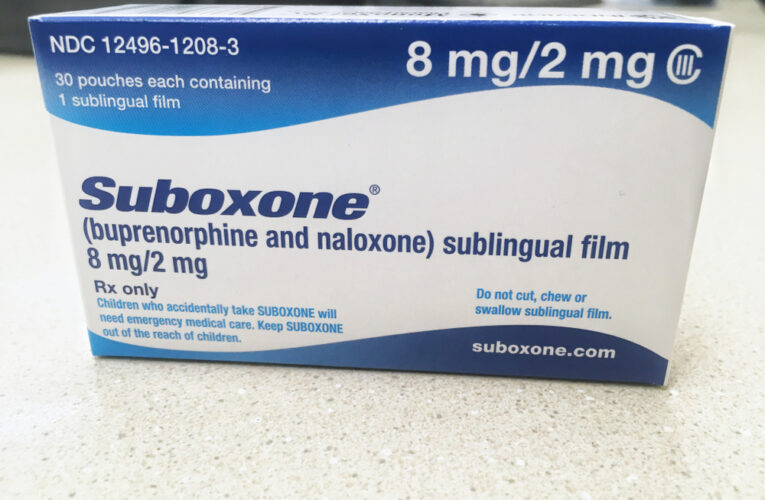 NDC 12496-1208-3
8 mg/2 mg CIII
30 pouches each containing
1 sublingual film
Suboxone®
(buprenorphine and naloxone) sublingual film
8 mg/2 mg
Rx only
Children who accidentally take SUBOXONE will
need emergency medical care. Keep SUBOXONE
out of the reach of children.
Do not cut, chew or
swallow sublingual film.
suboxone.com